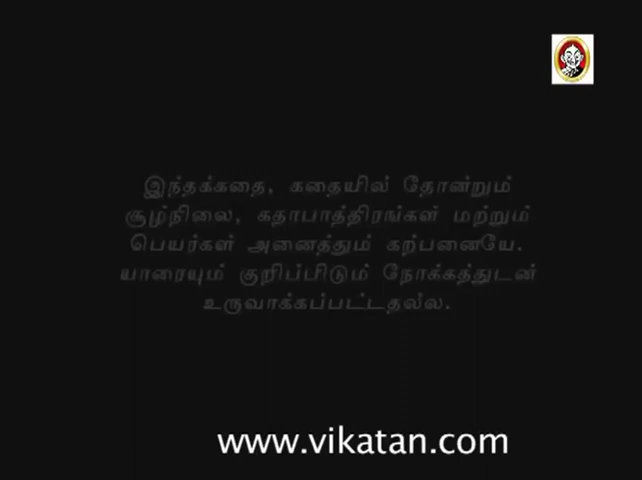 இந்தக்கதை, கதையில் தோன்றும்
சூழ்நிலை, கதாபாத்திரங்கள் மற்றும்
பெயர்கள் அனைத்தும் கற்பனையே.
யாரையும் குறிப்பிடும் நோக்கத்துடன்
உருவாக்கப்பட்டதல்ல.
www.vikatan.com